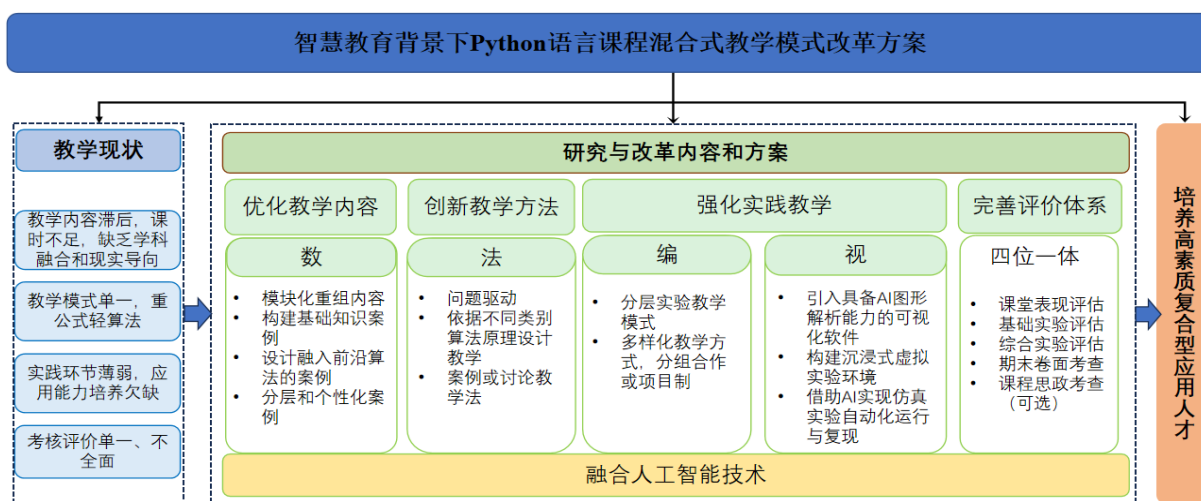 智慧教育背景下Python语言课程混合式教学模式改革方案
教学现状
教学内容滞后，课
时不足，缺乏学科
融合和现实导向
教学模式单一，重
公式轻算法
实践环节薄弱，应
用能力培养欠缺
考核评价单一、不
全面
研究与改革内容和方案
优化教学内容
数
• 模块化重组内容
• 构建基础知识案
例
• 设计融入前沿算
法的案例
• 分层和个性化案
例
创新教学方法
法
• 问题驱动
• 依据不同类别
算法原理设计
教学
• 案例或讨论教
学法
强化实践教学
编
• 分层实验教学
模式
• 多样化教学方
式，分组合作
或项目制
视
• 引入具备AI图形
解析能力的可视
化软件
• 构建沉浸式虚拟
实验环境
• 借助AI实现仿真
实验自动化运行
与复现
完善评价体系
四位一体
• 课堂表现评估
• 基础实验评估
• 综合实验评估
• 期末卷面考查
• 课程思政考查
（可选）
融合人工智能技术
培养高素质复合型应用人才